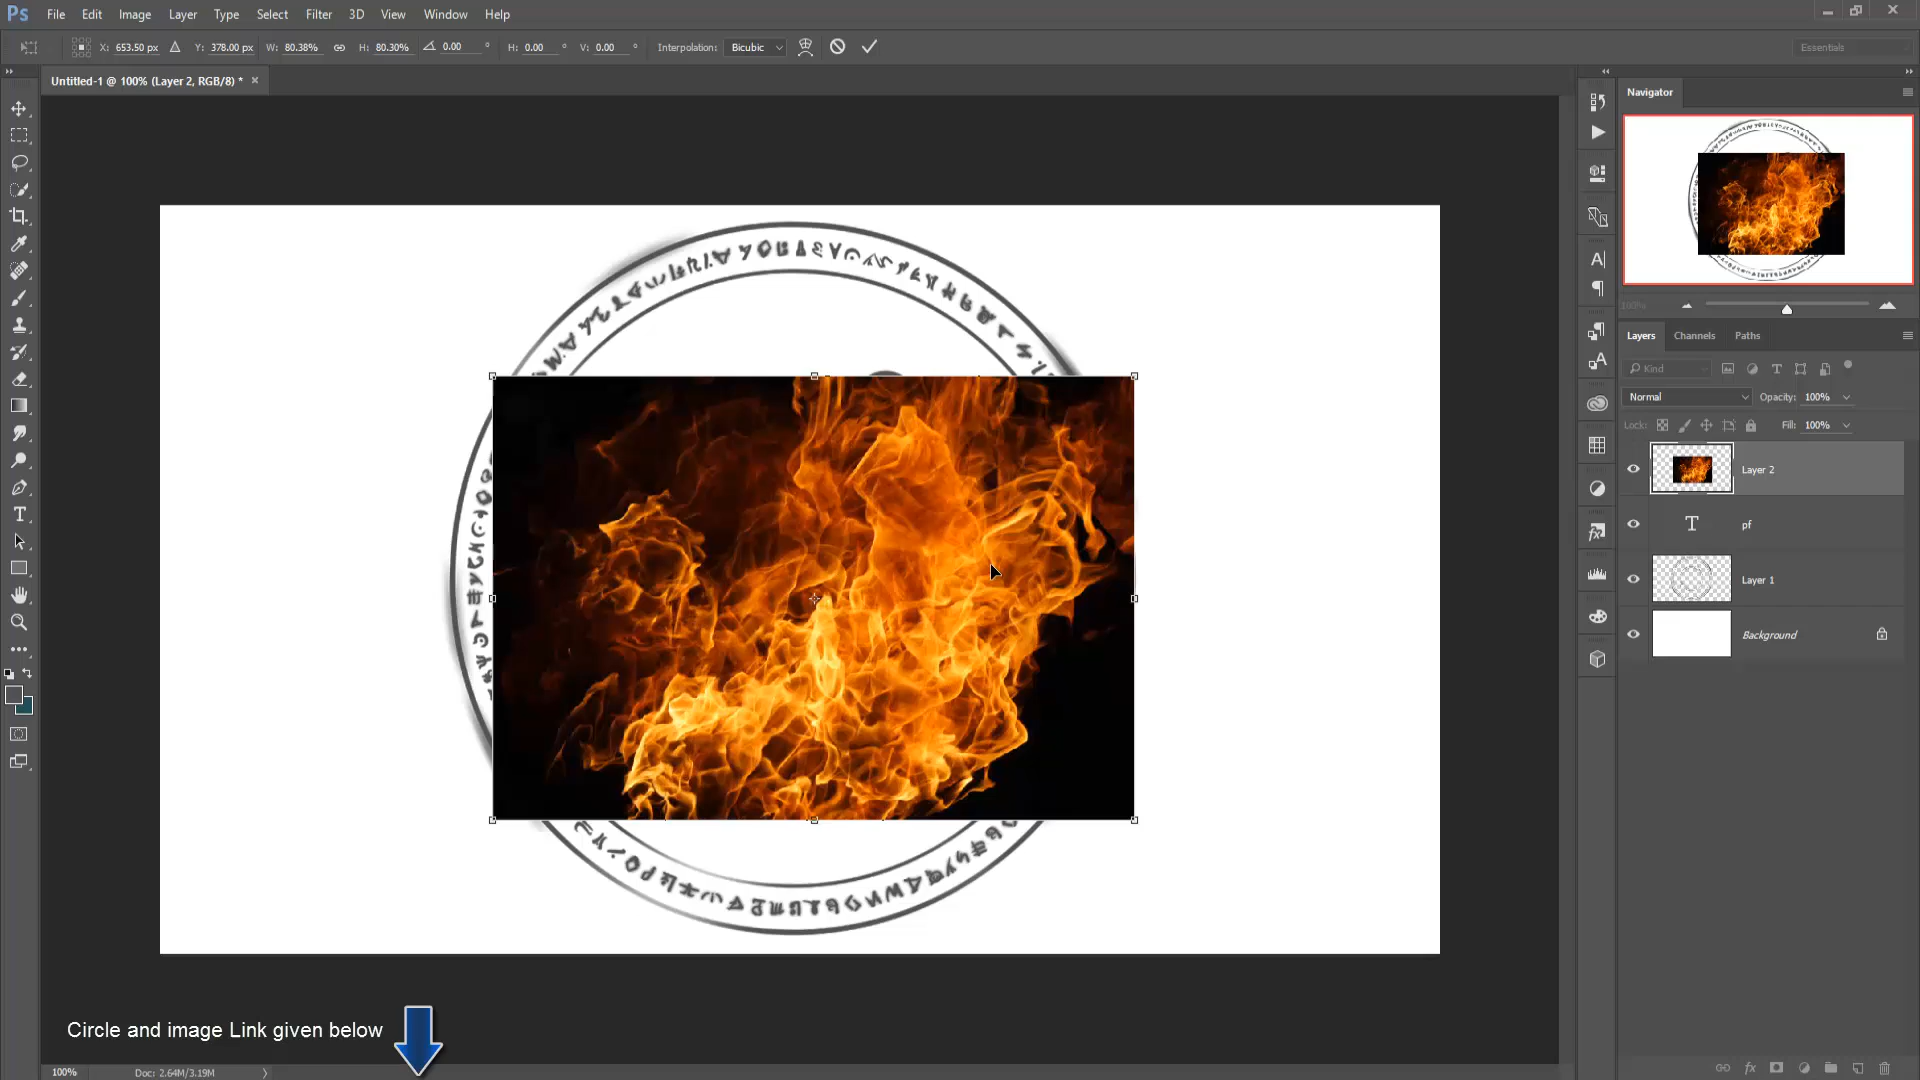 Ps File Edit Image Layer Type Select Filter 3D View Window Help
X: 653.50 px Y: 378.00 px W: 80.38% H: 80.30% 0.00 ° H: 0.00 ° V: 0.00 ° Interpolation: Bicubic Essentials
Untitled-1 @ 100% (Layer 2, RGB/8) *
Navigator
100%
Layers Channels Paths
Kind
Normal Opacity: 100%
Lock: Fill: 100%
Layer 2
T pf
Layer 1
Background
Circle and image Link given below
100% Doc: 2.64M/3.19M